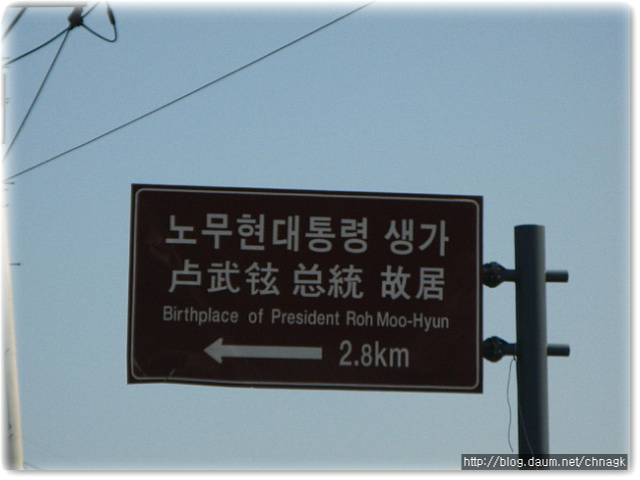 노무현대통령 생가
卢武铉 总統 故居
Birthplace of President Roh Moo-Hyun
2.8km
http://blog.daum.net/chnagk